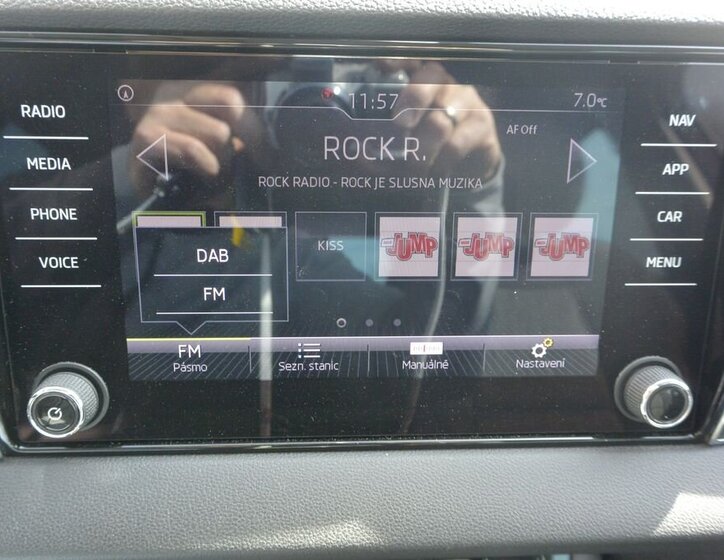 RADIO
MEDIA
PHONE
VOICE
11:57
7.0°C
AF Off
ROCK R.
ROCK RADIO - ROCK JE SLUSNA MUZIKA
KISS
JUMP
JUMP
JUMP
DAB
FM
FM
Pásmo
Sezn. stanic
Manuálně
Nastavení
NAV
APP
CAR
MENU